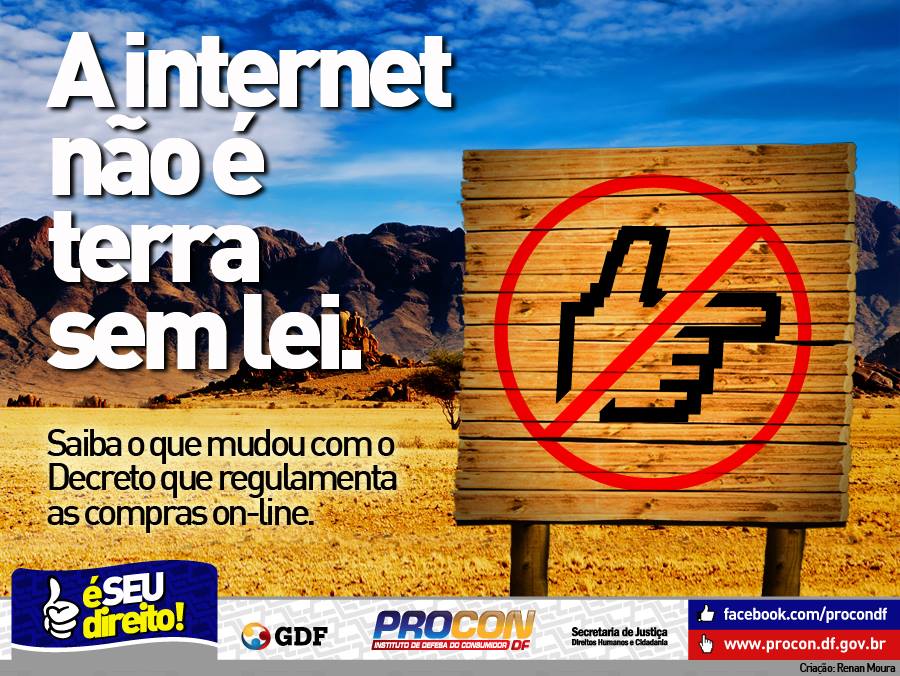 A internet
não é
terra
sem lei.
Saiba o que mudou com o
Decreto que regulamenta
as compras on-line.
é SEU
direito!
GDF
PROCON DF
INSTITUTO DE DEFESA DO CONSUMIDOR
Secretaria de Justiça
Direitos Humanos e Cidadania
facebook.com/procondf
www.procon.df.gov.br
Criação: Renan Moura